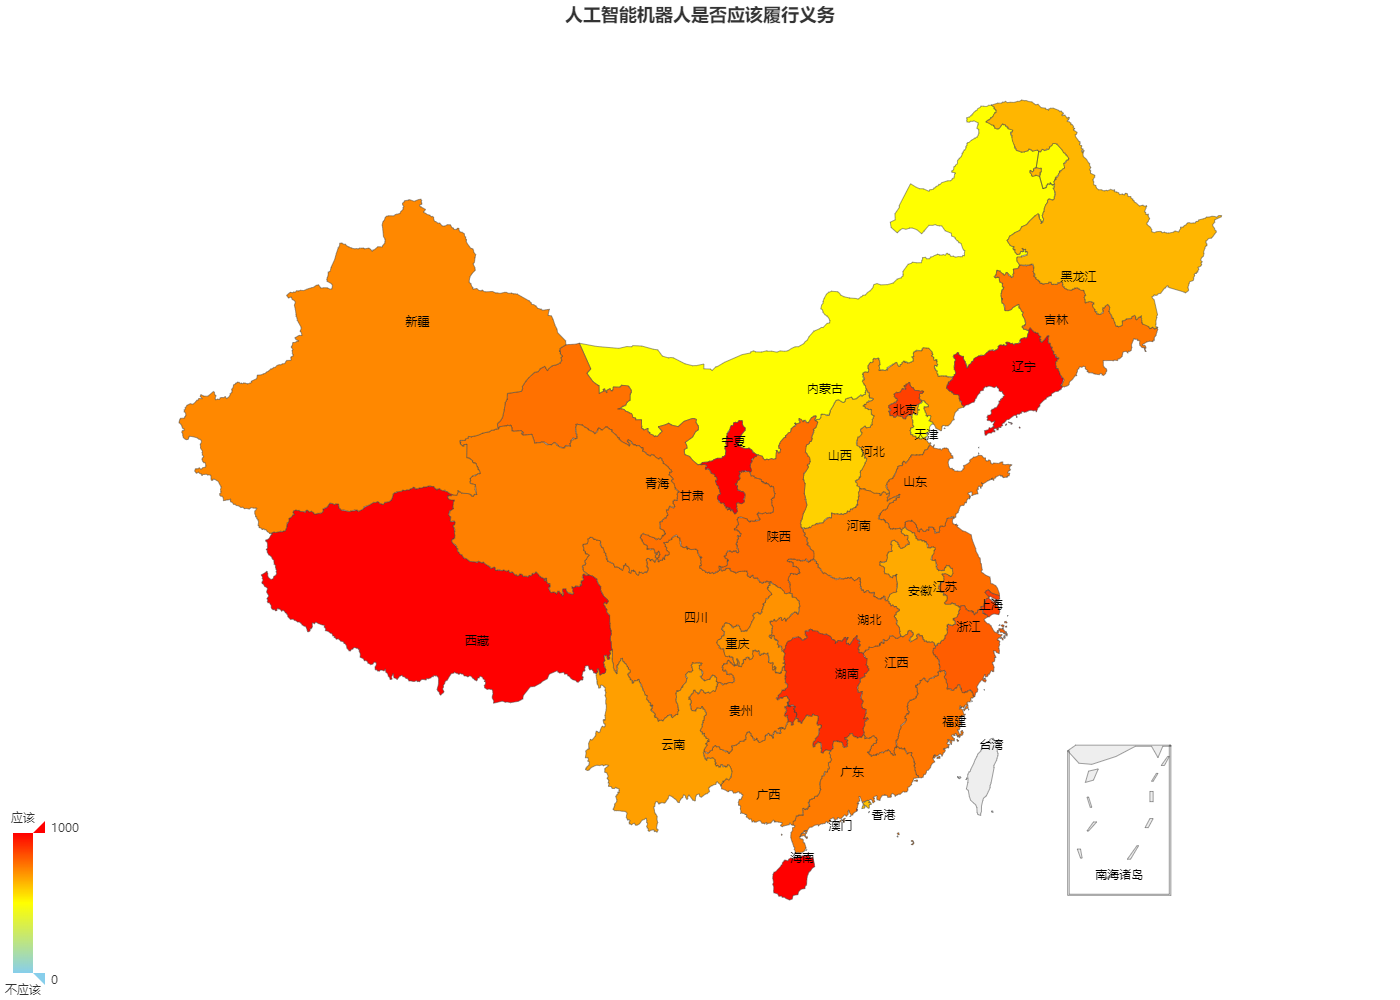 人工智能机器人是否应该履行义务
黑龙江
吉林
新疆
辽宁
内蒙古
北京
天津
宁夏
山西
河北
青海
甘肃
山东
河南
陕西
安徽
江苏
上海
四川
湖北
浙江
西藏
重庆
江西
湖南
贵州
福建
云南
台湾
广东
广西
香港
澳门
海南
南海诸岛
应该
1000
0
不应该